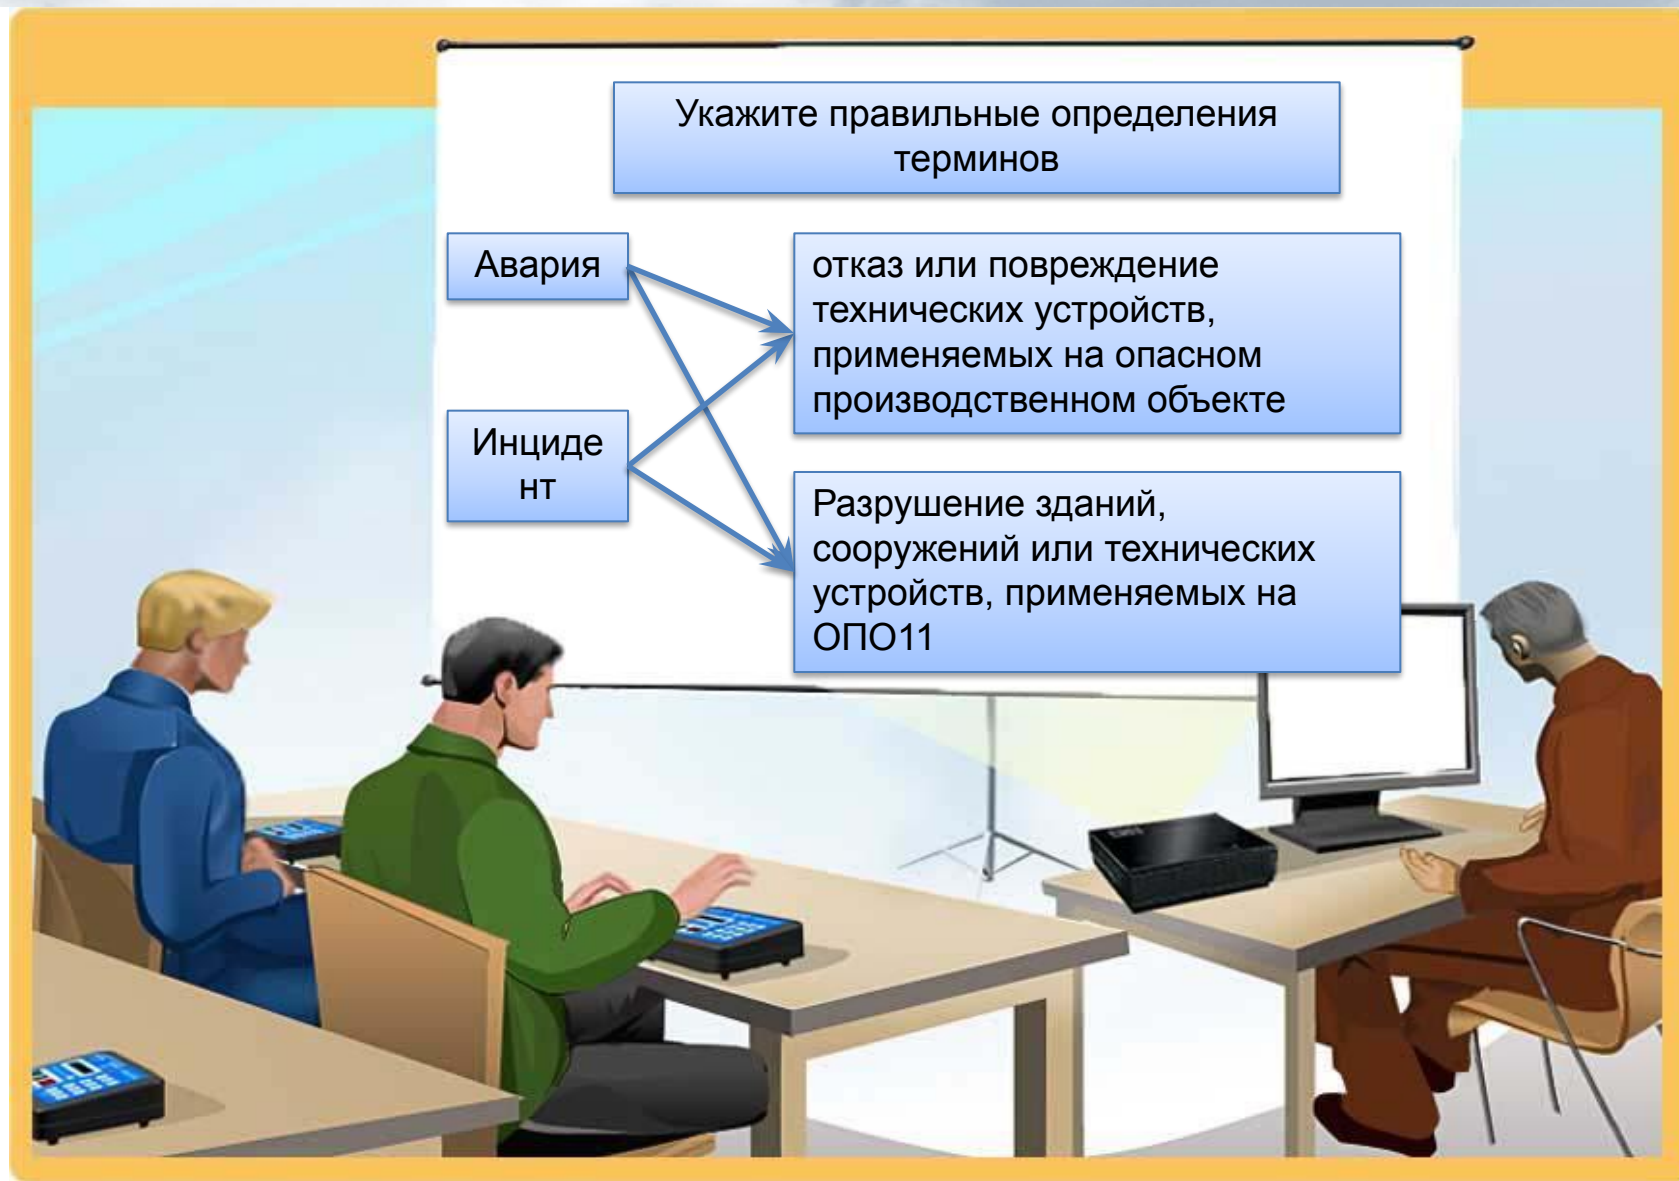 Укажите правильные определения
терминов
Авария
отказ или повреждение
технических устройств,
применяемых на опасном
производственном объекте
Инциде
нт
Разрушение зданий,
сооружений или технических
устройств, применяемых на
ОПО11